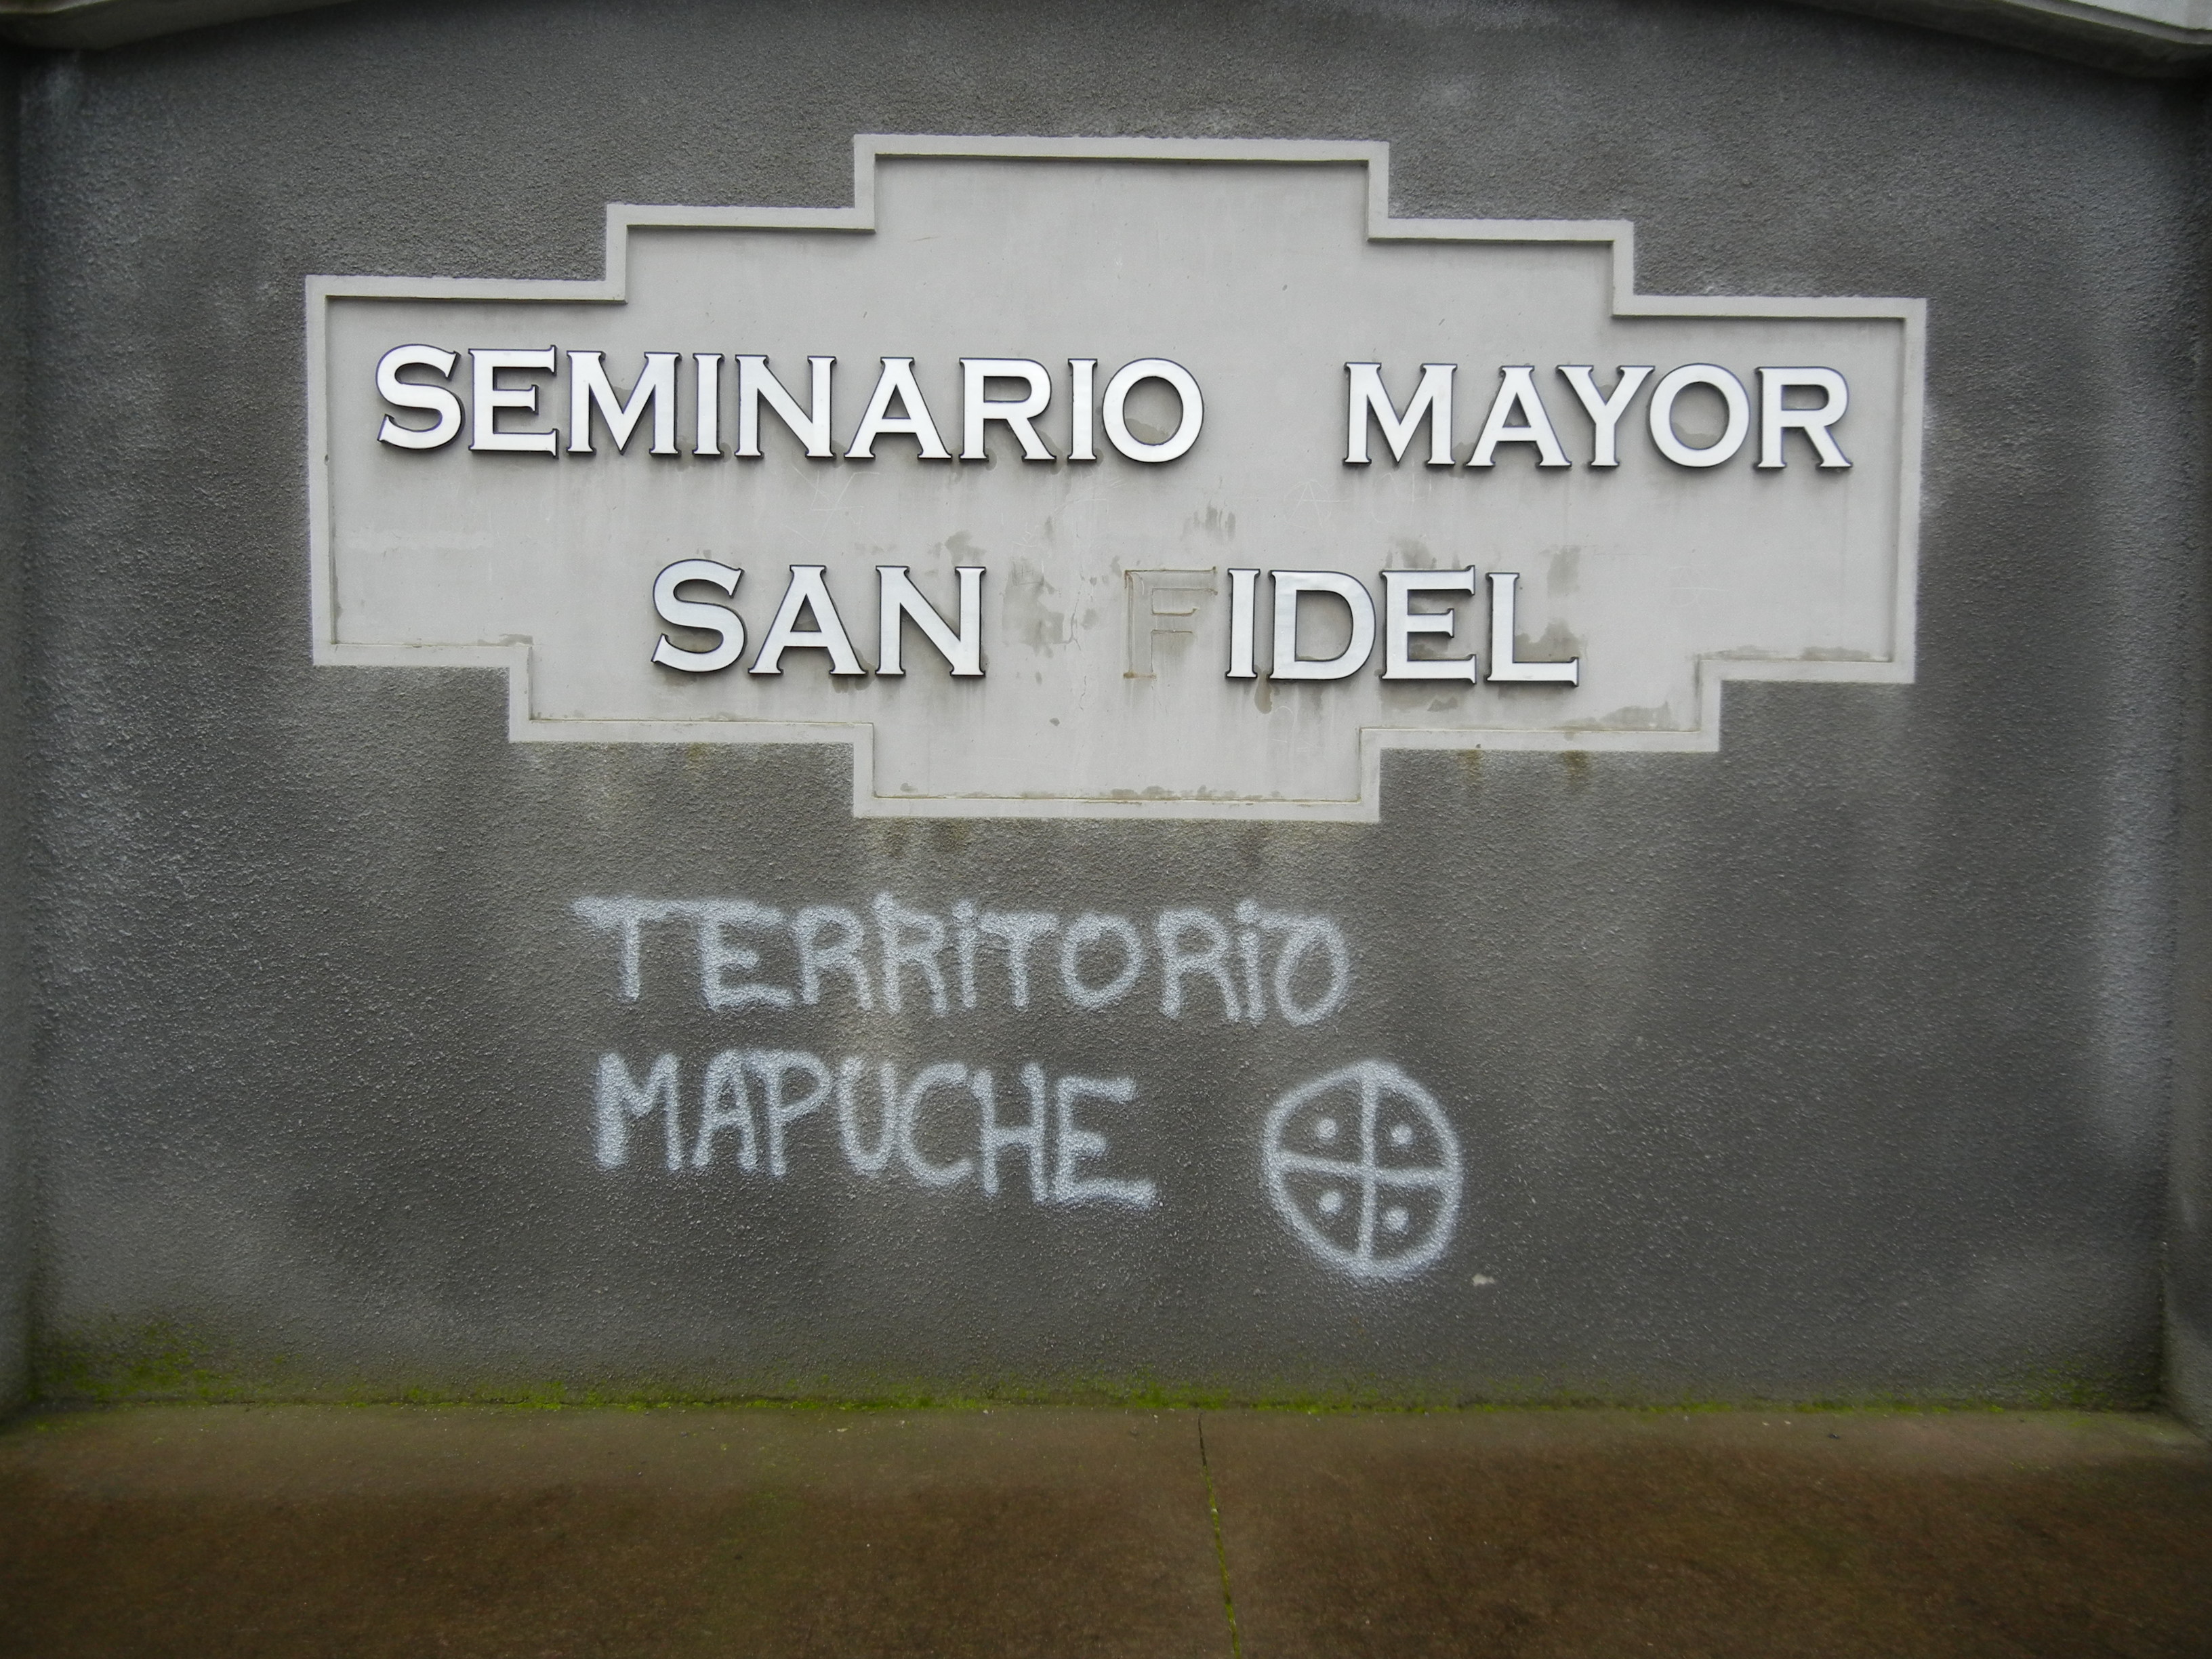 SEMINARIO MAYOR
SAN FIDEL
TERRITORIO
MAPUCHE